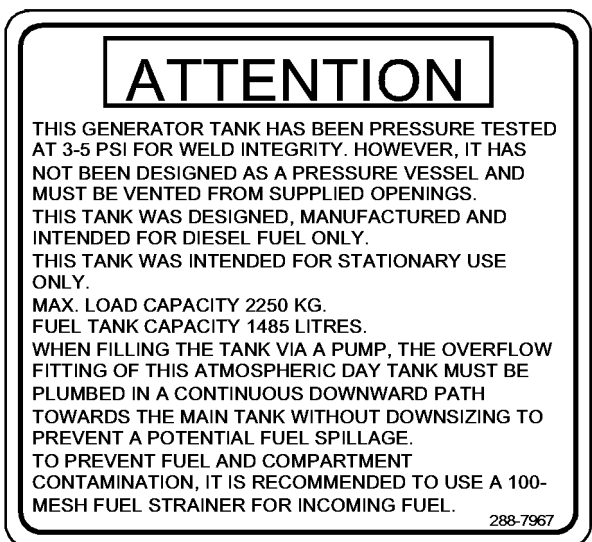 ATTENTION
THIS GENERATOR TANK HAS BEEN PRESSURE TESTED
AT 3-5 PSI FOR WELD INTEGRITY. HOWEVER, IT HAS
NOT BEEN DESIGNED AS A PRESSURE VESSEL AND
MUST BE VENTED FROM SUPPLIED OPENINGS.
THIS TANK WAS DESIGNED, MANUFACTURED AND
INTENDED FOR DIESEL FUEL ONLY.
THIS TANK WAS INTENDED FOR STATIONARY USE
ONLY.
MAX. LOAD CAPACITY 2250 KG.
FUEL TANK CAPACITY 1485 LITRES.
WHEN FILLING THE TANK VIA A PUMP, THE OVERFLOW
FITTING OF THIS ATMOSPHERIC DAY TANK MUST BE
PLUMBED IN A CONTINUOUS DOWNWARD PATH
TOWARDS THE MAIN TANK WITHOUT DOWNSIZING TO
PREVENT A POTENTIAL FUEL SPILLAGE.
TO PREVENT FUEL AND COMPARTMENT
CONTAMINATION, IT IS RECOMMENDED TO USE A 100-
MESH FUEL STRAINER FOR INCOMING FUEL.
288-7967